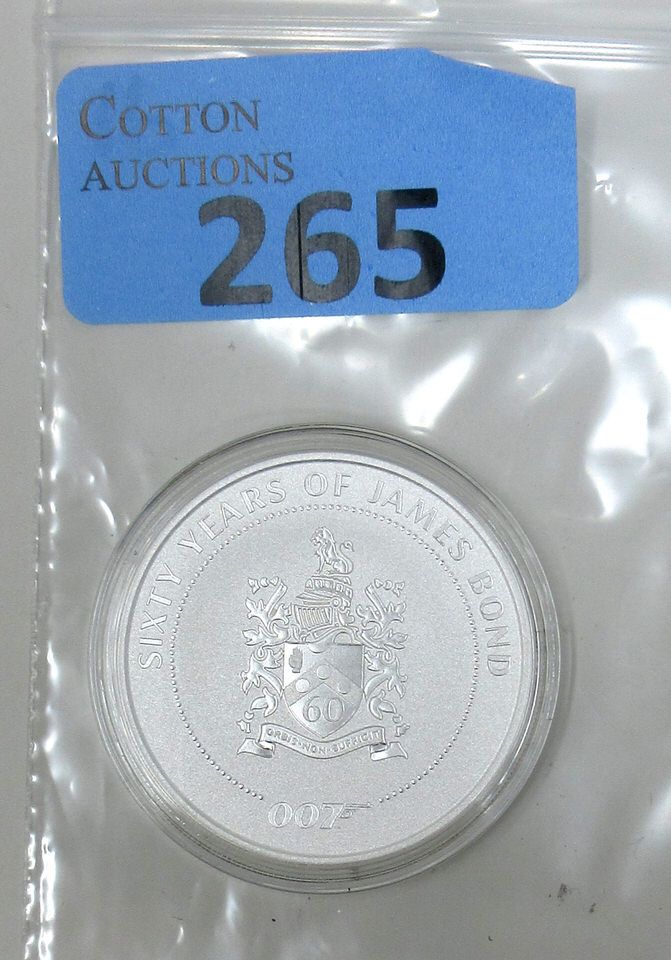 COTTON
AUCTIONS
265
SIXTY YEARS OF JAMES BOND
60
ORBIS·NON·SUFFICIT
007